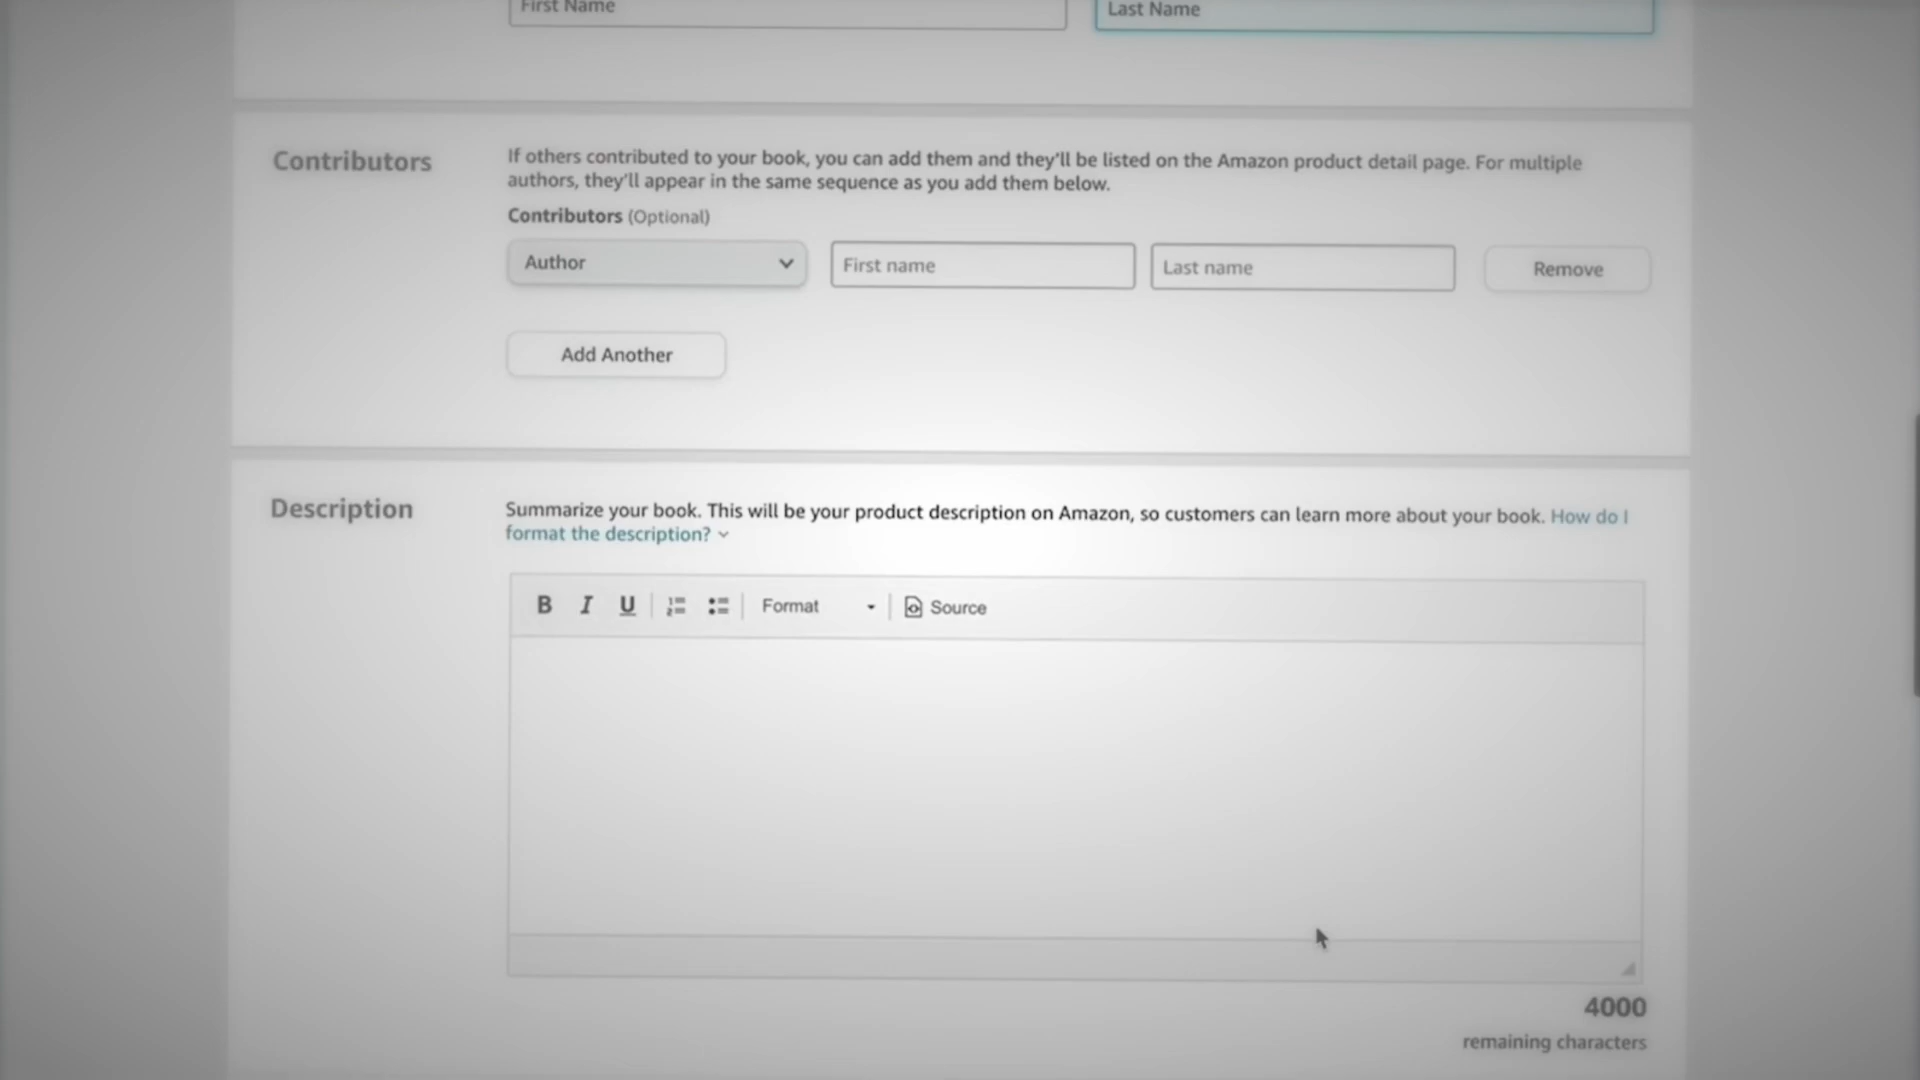 First Name
Last Name
Contributors
If others contributed to your book, you can add them and they'll be listed on the Amazon product detail page. For multiple
authors, they'll appear in the same sequence as you add them below.
Contributors (Optional)
Author
First name
Last name
Remove
Add Another
Description
Summarize your book. This will be your product description on Amazon, so customers can learn more about your book. How do I
format the description?
B I U
Format
Source
4000
remaining characters